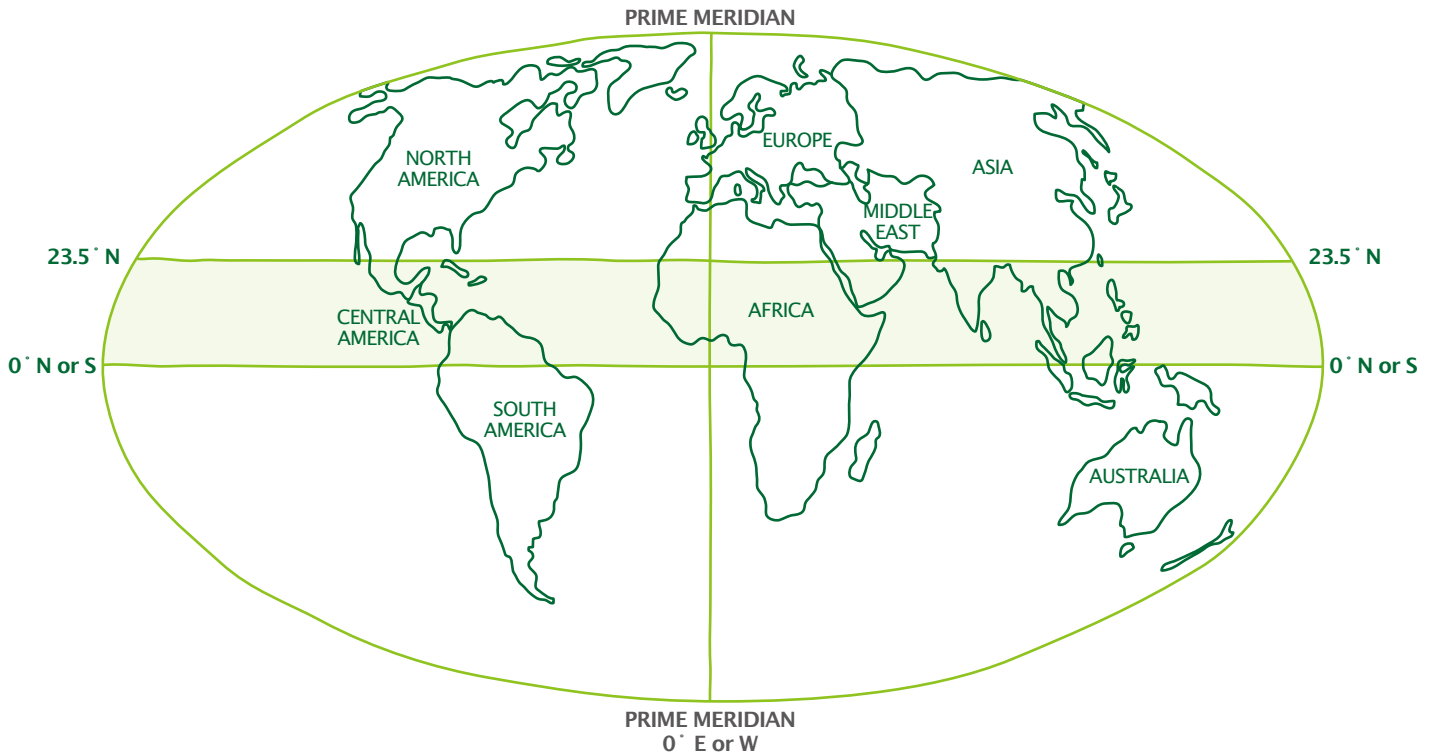 PRIME MERIDIAN
EUROPE
NORTH
AMERICA
ASIA
MIDDLE
EAST
23.5˚ N
23.5˚ N
CENTRAL
AMERICA
AFRICA
0˚ N or S
0˚ N or S
SOUTH
AMERICA
AUSTRALIA
PRIME MERIDIAN
0˚ E or W